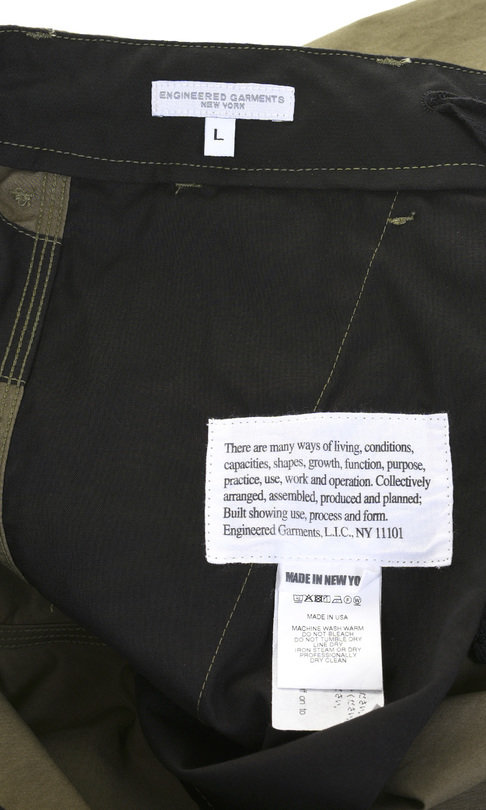 ENGINEERED GARMENTS
NEW YORK
L
There are many ways of living, conditions,
capacities, shapes, growth, function, purpose,
practice, use, work and operation. Collectively
arranged, assembled, produced and planned;
Built showing use, process and form.
Engineered Garments, L.I.C., NY 11101
MADE IN NEW YO
MADE IN USA
MACHINE WASH WARM
DO NOT BLEACH
DO NOT TUMBLE DRY
LINE DRY
IRON STEAM OR DRY
PROFESSIONALLY
DRY CLEAN